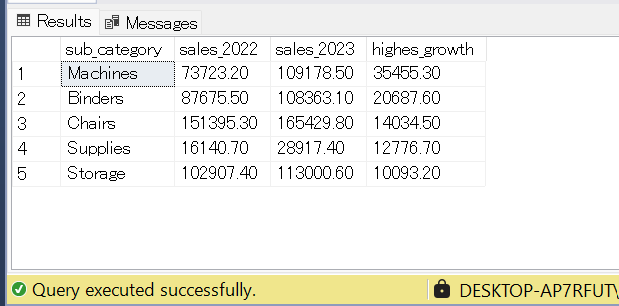 Results Messages
sub_category sales_2022 sales_2023 highes_growth
1 Machines 73723.20 109178.50 35455.30
2 Binders 87675.50 108363.10 20687.60
3 Chairs 151395.30 165429.80 14034.50
4 Supplies 16140.70 28917.40 12776.70
5 Storage 102907.40 113000.60 10093.20
Query executed successfully. DESKTOP-AP7RFUT\